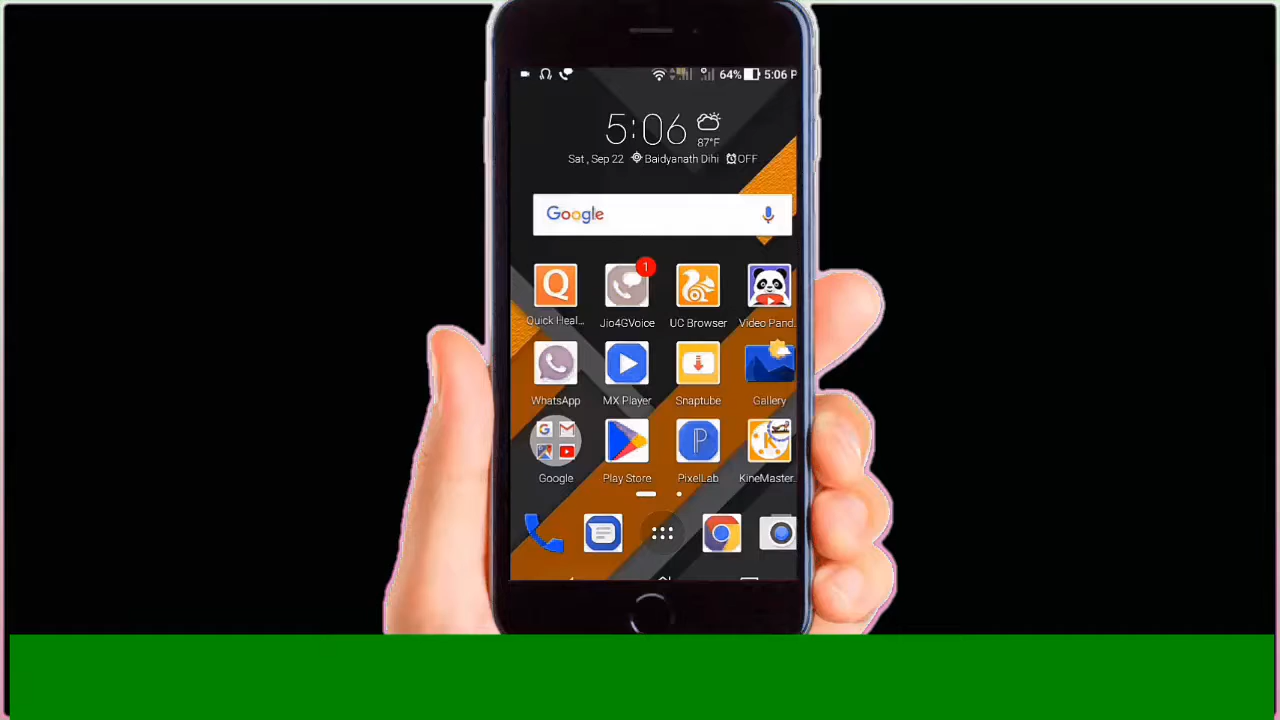 64% 5:06 P
5:06
87°F
Sat , Sep 22 Baidyanath Dihi OFF
Google
1
Quick Heal... Jio4GVoice UC Browser Video Pand..
WhatsApp MX Player Snaptube Gallery
Google Play Store PixelLab KineMaster..